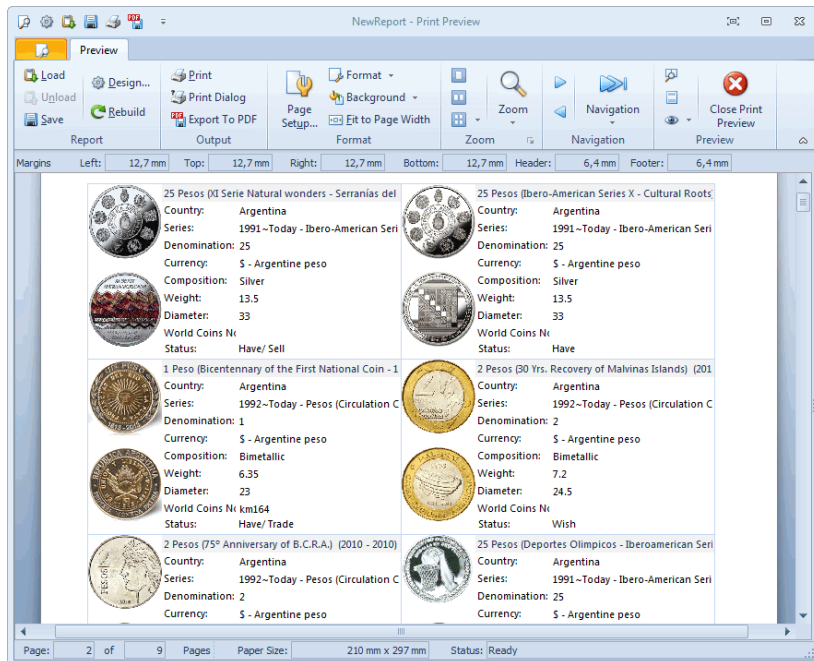 NewReport - Print Preview
Preview
Load
Unload
Save
Design...
Rebuild
Report
Print
Print Dialog
Export To PDF
Output
Page Setup...
Format
Background
Fit to Page Width
Format
Zoom
Zoom
Navigation
Navigation
Close Print Preview
Preview
Margins Left: 12,7 mm Top: 12,7 mm Right: 12,7 mm Bottom: 12,7 mm Header: 6,4 mm Footer: 6,4 mm
25 Pesos (XI Serie Natural wonders - Serranías del
Country: Argentina
Series: 1991~Today - Ibero-American Seri
Denomination: 25
Currency: $ - Argentine peso
Composition: Silver
Weight: 13.5
Diameter: 33
World Coins No
Status: Have/ Sell
25 Pesos (Ibero-American Series X - Cultural Roots)
Country: Argentina
Series: 1991~Today - Ibero-American Seri
Denomination: 25
Currency: $ - Argentine peso
Composition: Silver
Weight: 13.5
Diameter: 33
World Coins No
Status: Have
1 Peso (Bicentennary of the First National Coin - 1
Country: Argentina
Series: 1992~Today - Pesos (Circulation C
Denomination: 1
Currency: $ - Argentine peso
Composition: Bimetallic
Weight: 6.35
Diameter: 23
World Coins No km164
Status: Have/ Trade
2 Pesos (30 Yrs. Recovery of Malvinas Islands) (201
Country: Argentina
Series: 1992~Today - Pesos (Circulation C
Denomination: 2
Currency: $ - Argentine peso
Composition: Bimetallic
Weight: 7.2
Diameter: 24.5
World Coins No
Status: Wish
2 Pesos (75º Anniversary of B.C.R.A.) (2010 - 2010)
Country: Argentina
Series: 1992~Today - Pesos (Circulation C
Denomination: 2
Currency: $ - Argentine peso
25 Pesos (Deportes Olimpicos - Iberoamerican Seri
Country: Argentina
Series: 1991~Today - Ibero-American Seri
Denomination: 25
Currency: $ - Argentine peso
Page: 2 of 9 Pages Paper Size: 210 mm x 297 mm Status: Ready